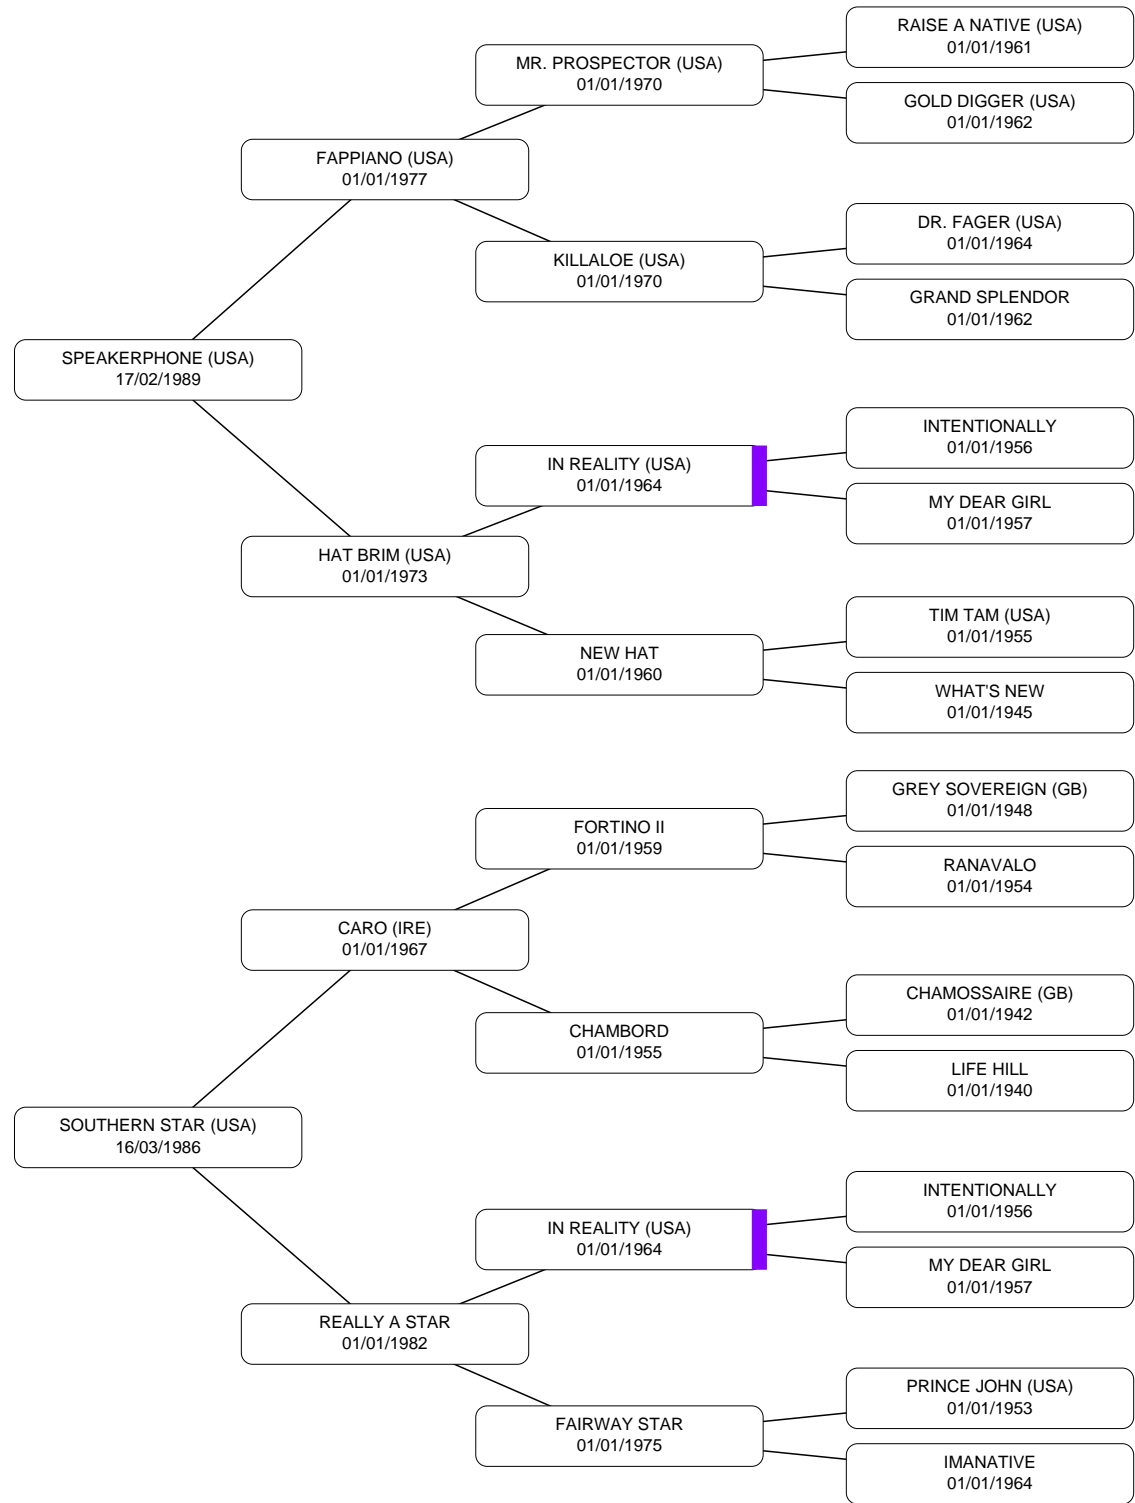 RAISE A NATIVE (USA)
01/01/1961
MR. PROSPECTOR (USA)
01/01/1970
GOLD DIGGER (USA)
01/01/1962
FAPPIANO (USA)
01/01/1977
DR. FAGER (USA)
01/01/1964
KILLALOE (USA)
01/01/1970
GRAND SPLENDOR
01/01/1962
SPEAKERPHONE (USA)
17/02/1989
INTENTIONALLY
01/01/1956
IN REALITY (USA)
01/01/1964
MY DEAR GIRL
01/01/1957
HAT BRIM (USA)
01/01/1973
TIM TAM (USA)
01/01/1955
NEW HAT
01/01/1960
WHAT'S NEW
01/01/1945
GREY SOVEREIGN (GB)
01/01/1948
FORTINO II
01/01/1959
RANAVALO
01/01/1954
CARO (IRE)
01/01/1967
CHAMOSSAIRE (GB)
01/01/1942
CHAMBORD
01/01/1955
LIFE HILL
01/01/1940
SOUTHERN STAR (USA)
16/03/1986
INTENTIONALLY
01/01/1956
IN REALITY (USA)
01/01/1964
MY DEAR GIRL
01/01/1957
REALLY A STAR
01/01/1982
PRINCE JOHN (USA)
01/01/1953
FAIRWAY STAR
01/01/1975
IMANATIVE
01/01/1964